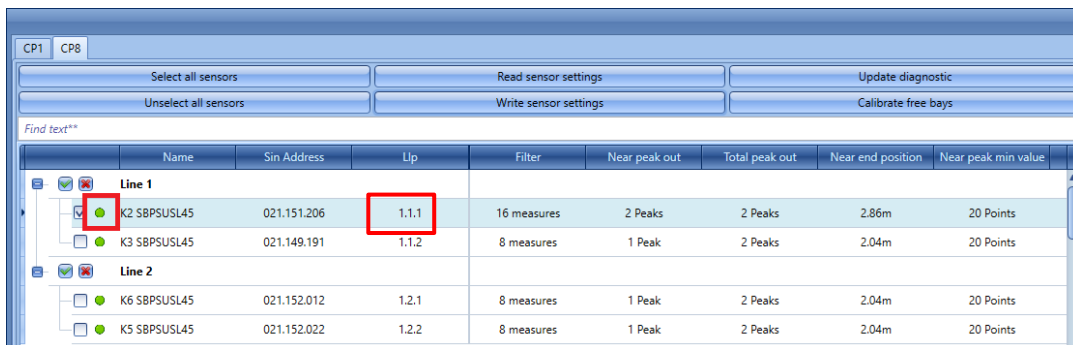 CP1 CP8
Select all sensors Read sensor settings Update diagnostic
Unselect all sensors Write sensor settings Calibrate free bays
Find text**
Name Sin Address Llp Filter Near peak out Total peak out Near end position Near peak min value
Line 1
K2 SBPSUSL45 021.151.206 1.1.1 16 measures 2 Peaks 2 Peaks 2.86m 20 Points
K3 SBPSUSL45 021.149.191 1.1.2 8 measures 1 Peak 2 Peaks 2.04m 20 Points
Line 2
K6 SBPSUSL45 021.152.012 1.2.1 8 measures 1 Peak 2 Peaks 2.04m 20 Points
K5 SBPSUSL45 021.152.022 1.2.2 8 measures 1 Peak 2 Peaks 2.04m 20 Points